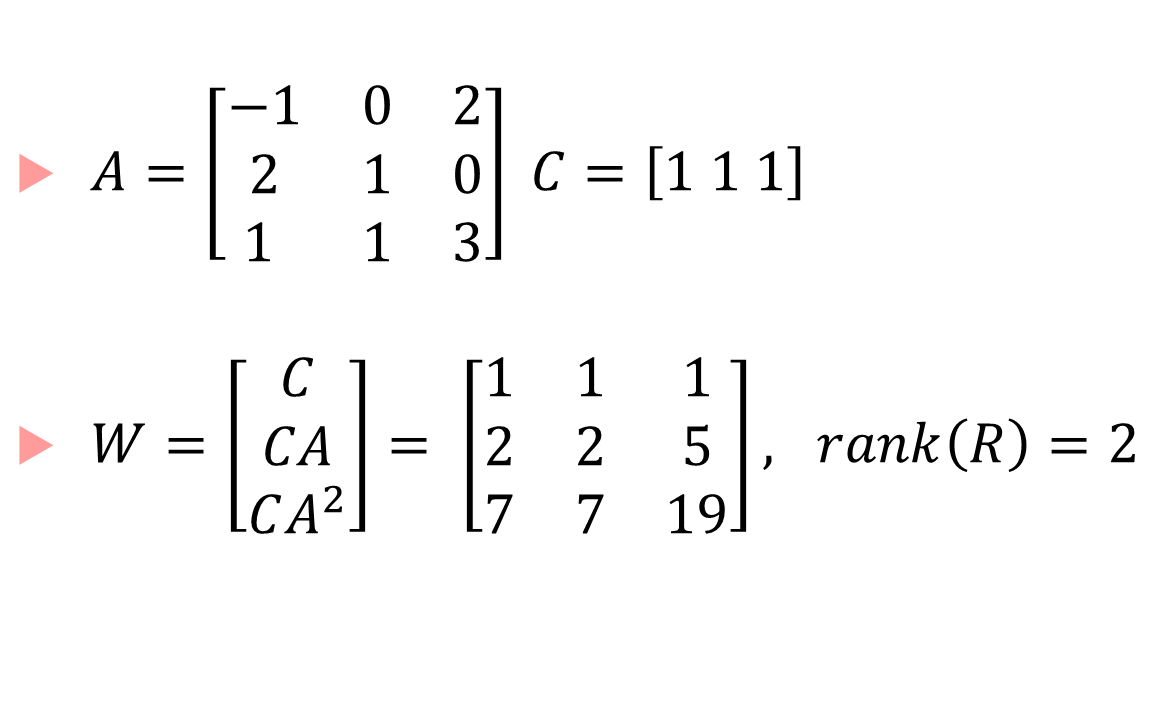 A = [−1 0 2
2 1 0
1 1 3] C = [1 1 1]
W = [C
CA
CA²] = [1 1 1
2 2 5
7 7 19], rank(R) = 2